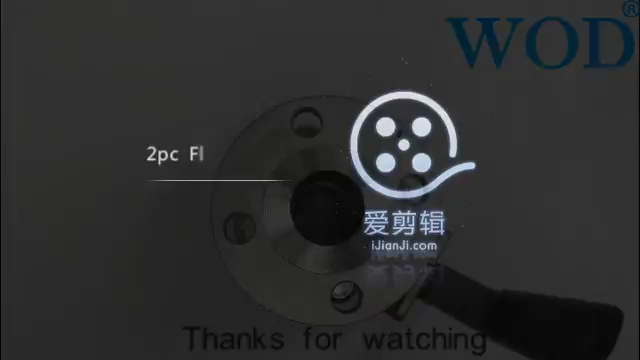 WOD®
2pc Fl
爱剪辑
iJianJi.com
Thanks for watching